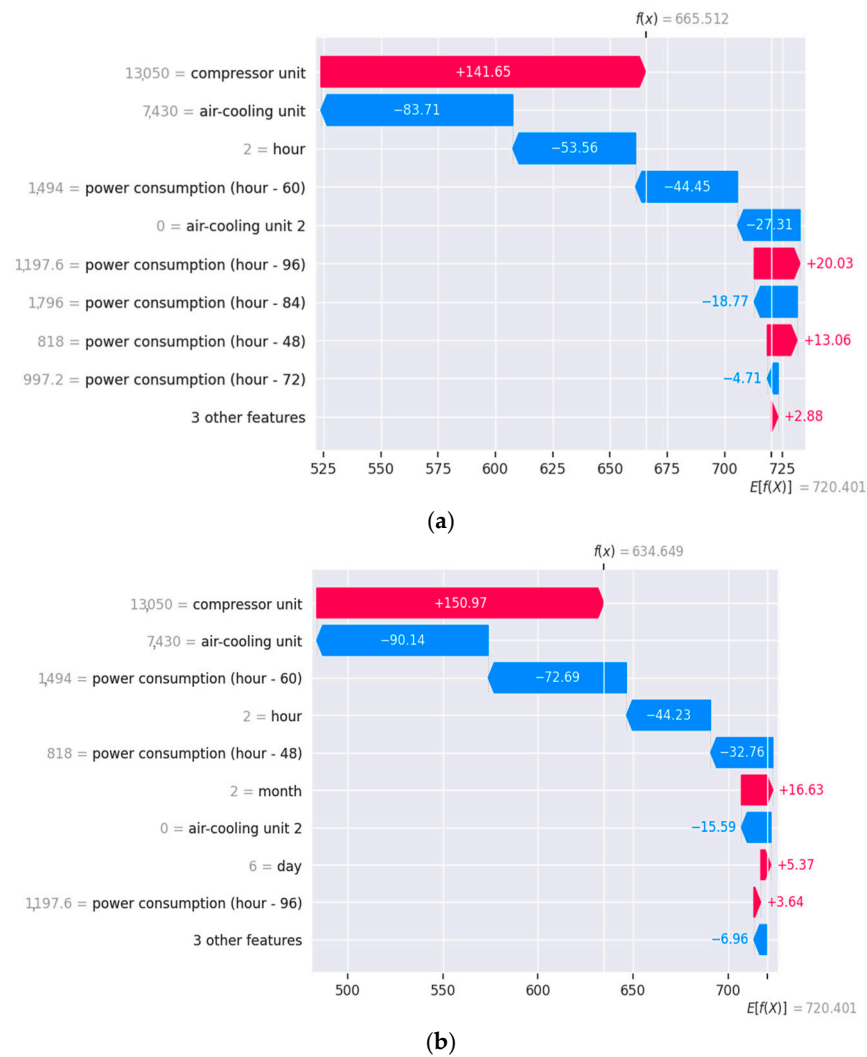 f(x) = 665.512
13,050 = compressor unit +141.65
7,430 = air-cooling unit −83.71
2 = hour −53.56
1,494 = power consumption (hour - 60) −44.45
0 = air-cooling unit 2 −27.31
1,197.6 = power consumption (hour - 96) +20.03
1,796 = power consumption (hour - 84) −18.77
818 = power consumption (hour - 48) +13.06
997.2 = power consumption (hour - 72) −4.71
3 other features +2.88
525 550 575 600 625 650 675 700 725
E[f(X)] = 720.401
(a)
f(x) = 634.649
13,050 = compressor unit +150.97
7,430 = air-cooling unit −90.14
1,494 = power consumption (hour - 60) −72.69
2 = hour −44.23
818 = power consumption (hour - 48) −32.76
2 = month +16.63
0 = air-cooling unit 2 −15.59
6 = day +5.37
1,197.6 = power consumption (hour - 96) +3.64
3 other features −6.96
500 550 600 650 700
E[f(X)] = 720.401
(b)